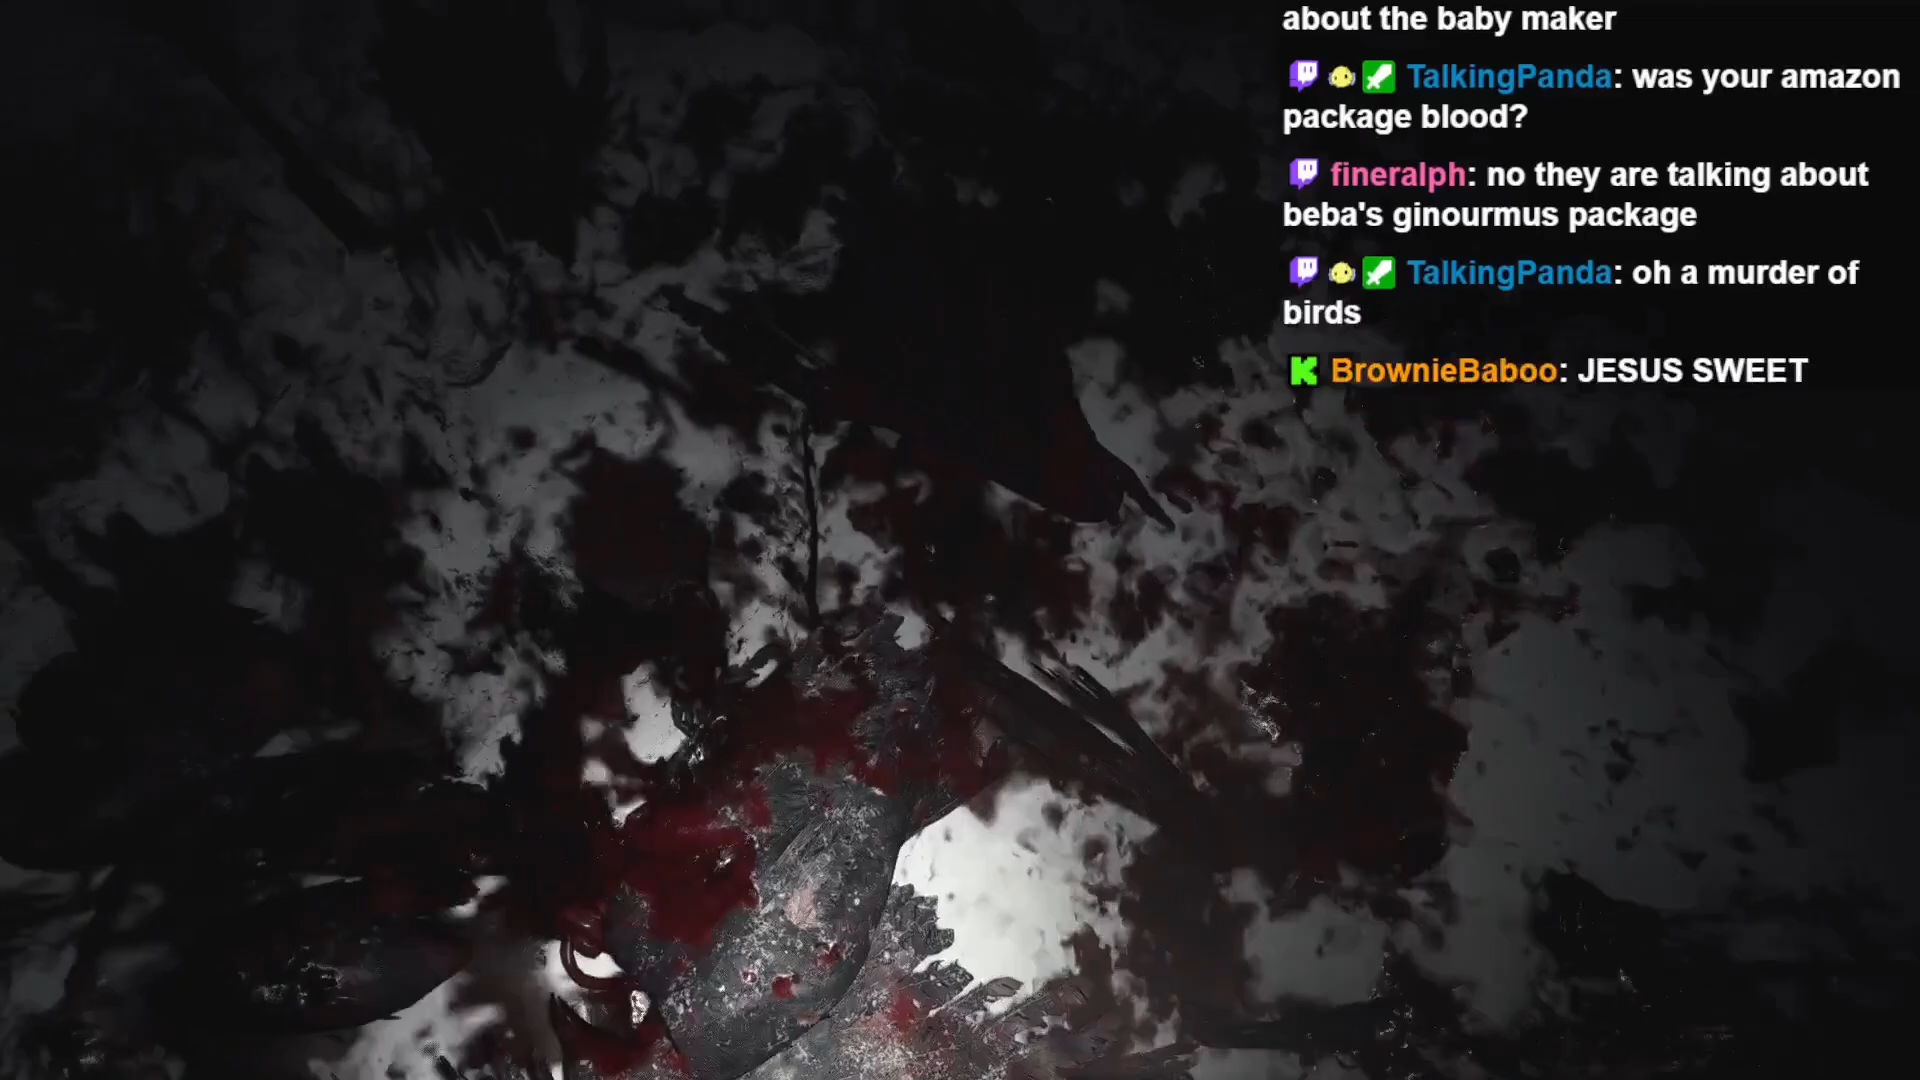 about the baby maker
TalkingPanda: was your amazon
package blood?
fineralph: no they are talking about
beba's ginourmus package
TalkingPanda: oh a murder of
birds
BrownieBaboo: JESUS SWEET